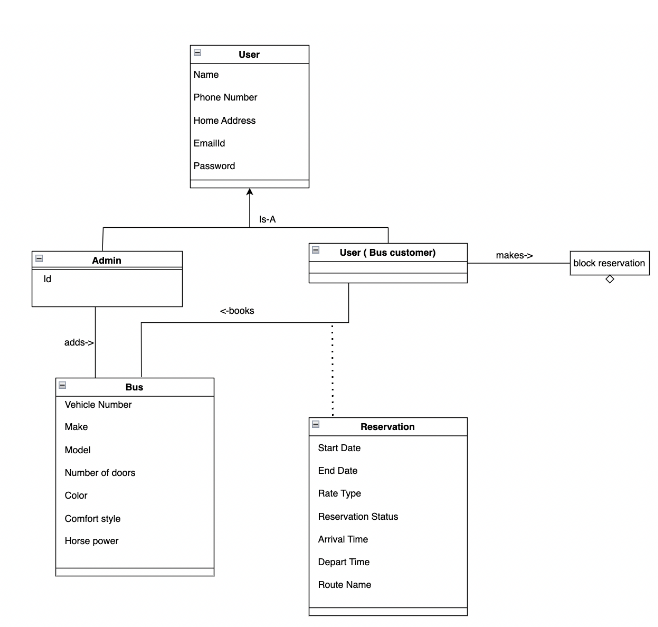 User
Name
Phone Number
Home Address
EmailId
Password
Is-A
Admin
Id
User ( Bus customer)
makes->
block reservation
<-books
adds->
Bus
Vehicle Number
Make
Model
Number of doors
Color
Comfort style
Horse power
Reservation
Start Date
End Date
Rate Type
Reservation Status
Arrival Time
Depart Time
Route Name